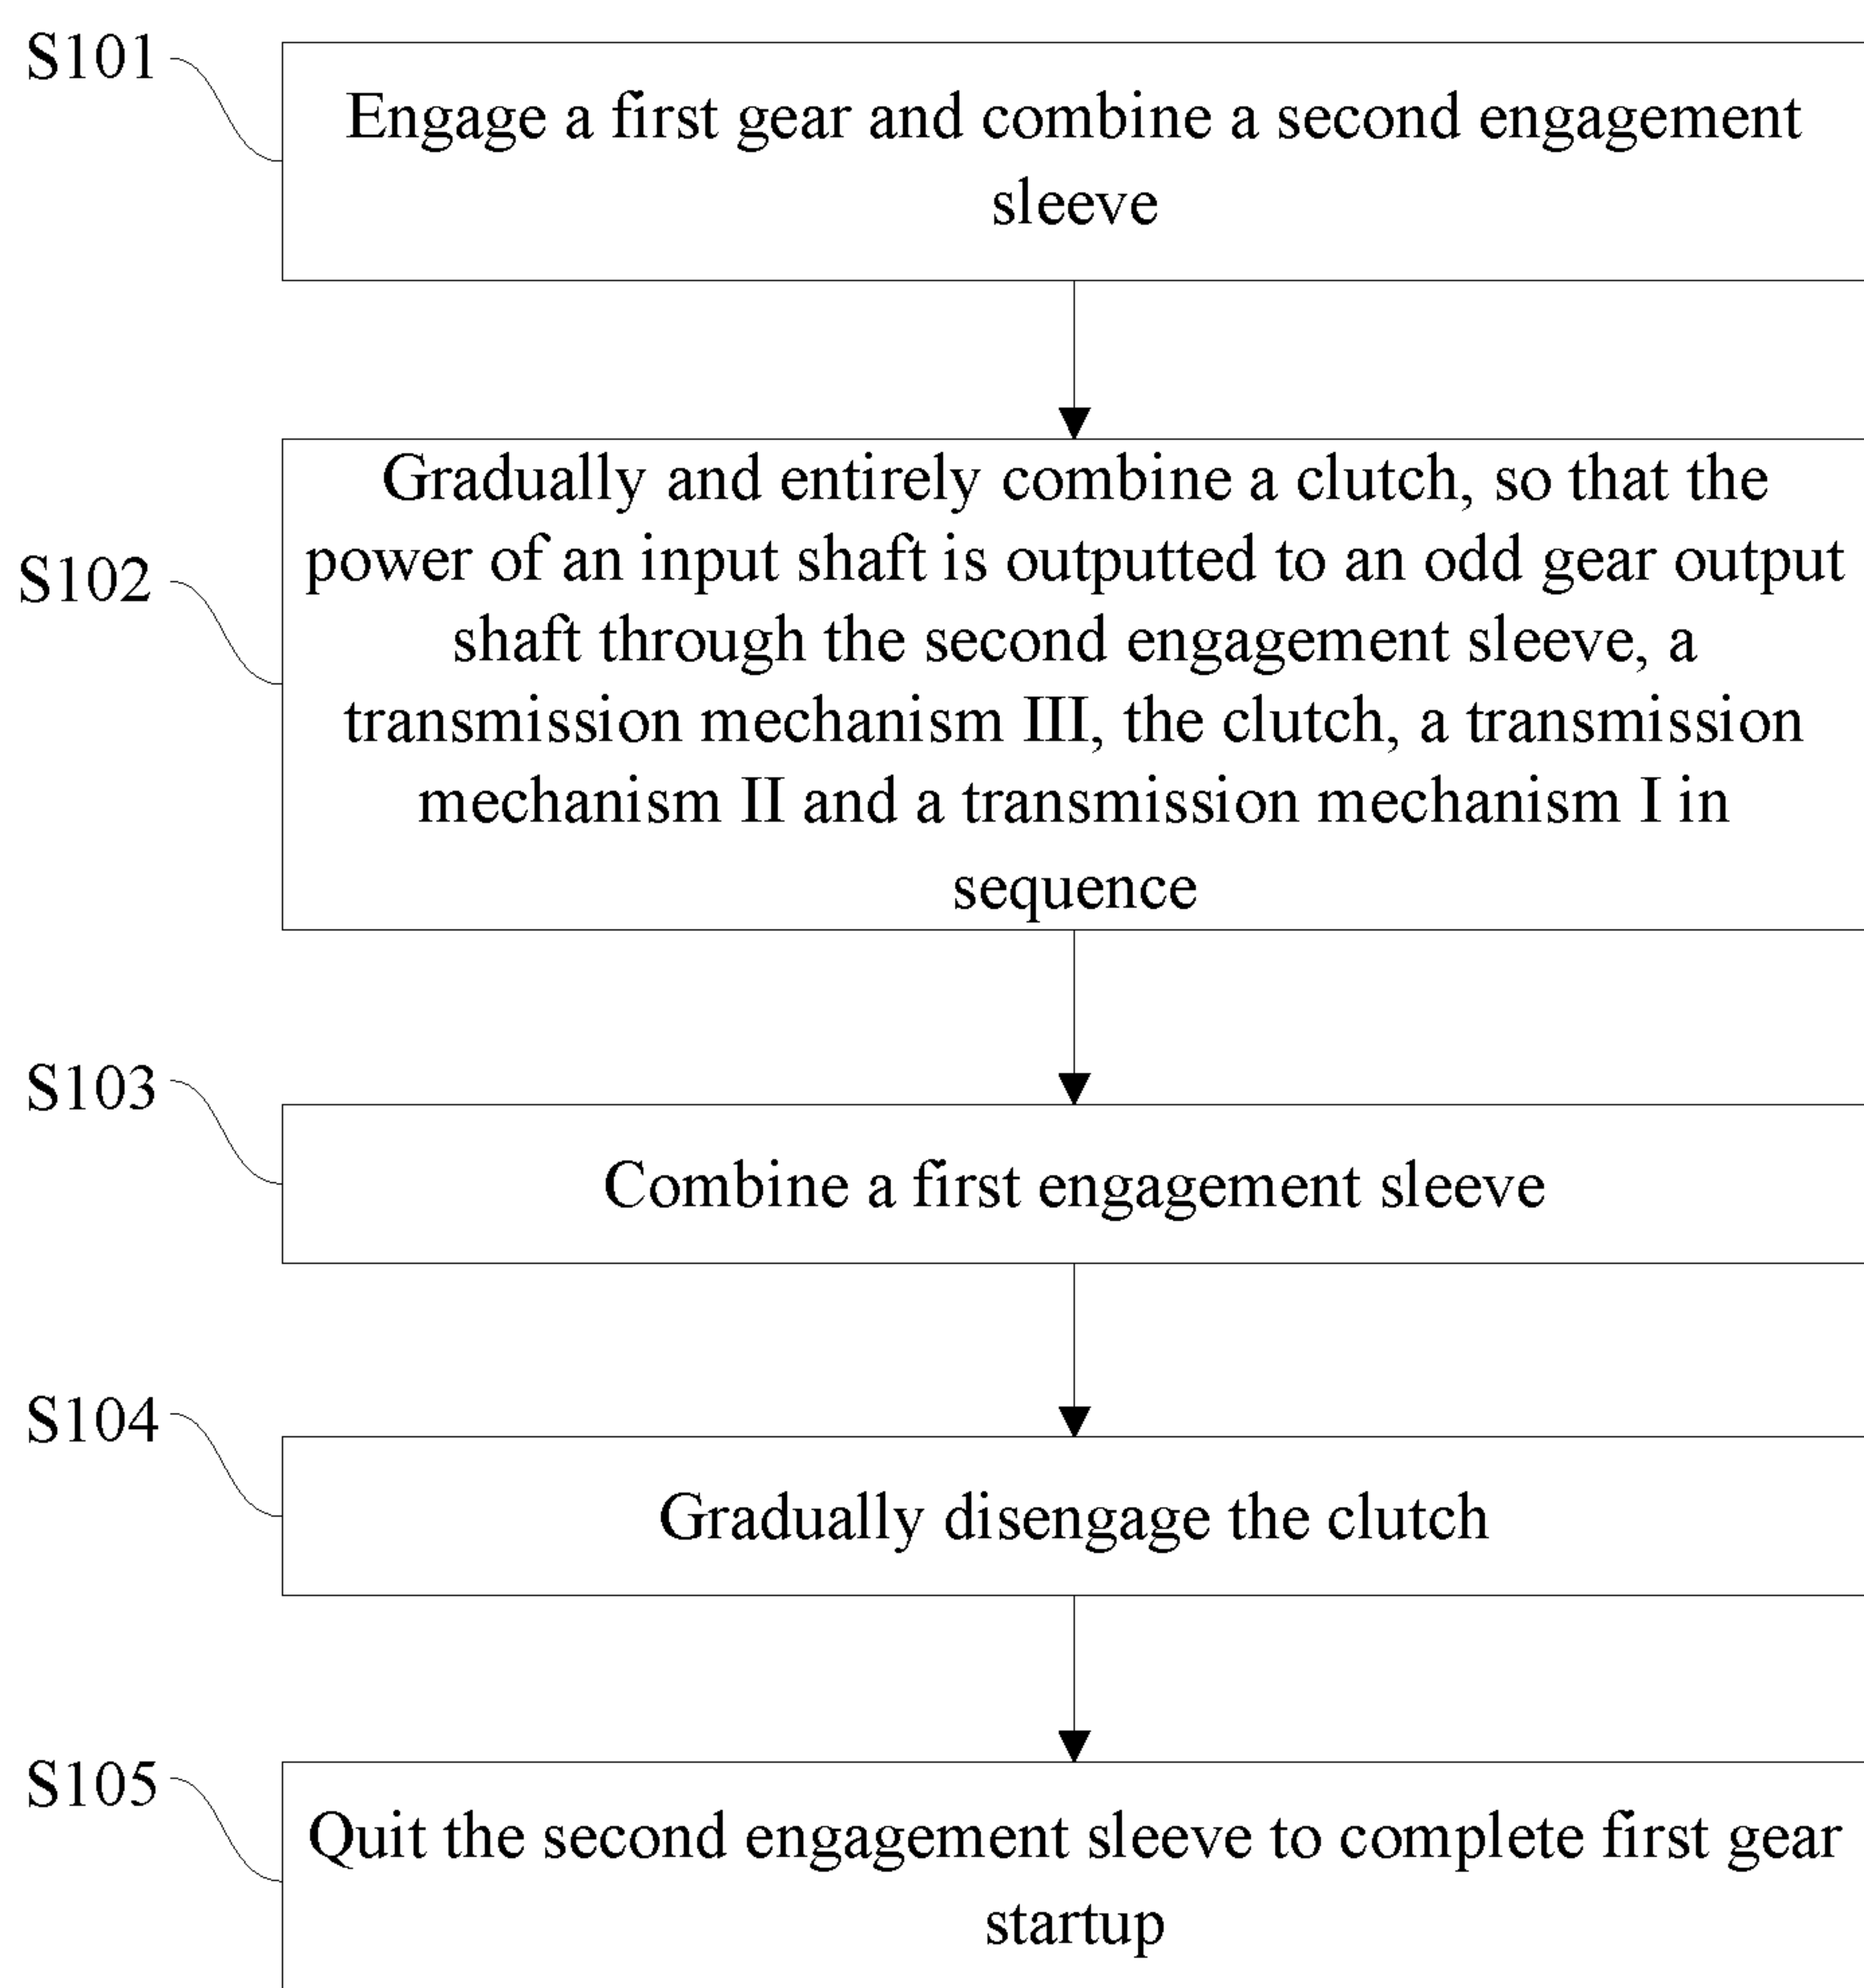 S101
Engage a first gear and combine a second engagement
sleeve
Gradually and entirely combine a clutch, so that the
power of an input shaft is outputted to an odd gear output
S102
shaft through the second engagement sleeve, a
transmission mechanism III, the clutch, a transmission
mechanism II and a transmission mechanism I in
sequence
S103
Combine a first engagement sleeve
S104
Gradually disengage the clutch
S105
Quit the second engagement sleeve to complete first gear
startup